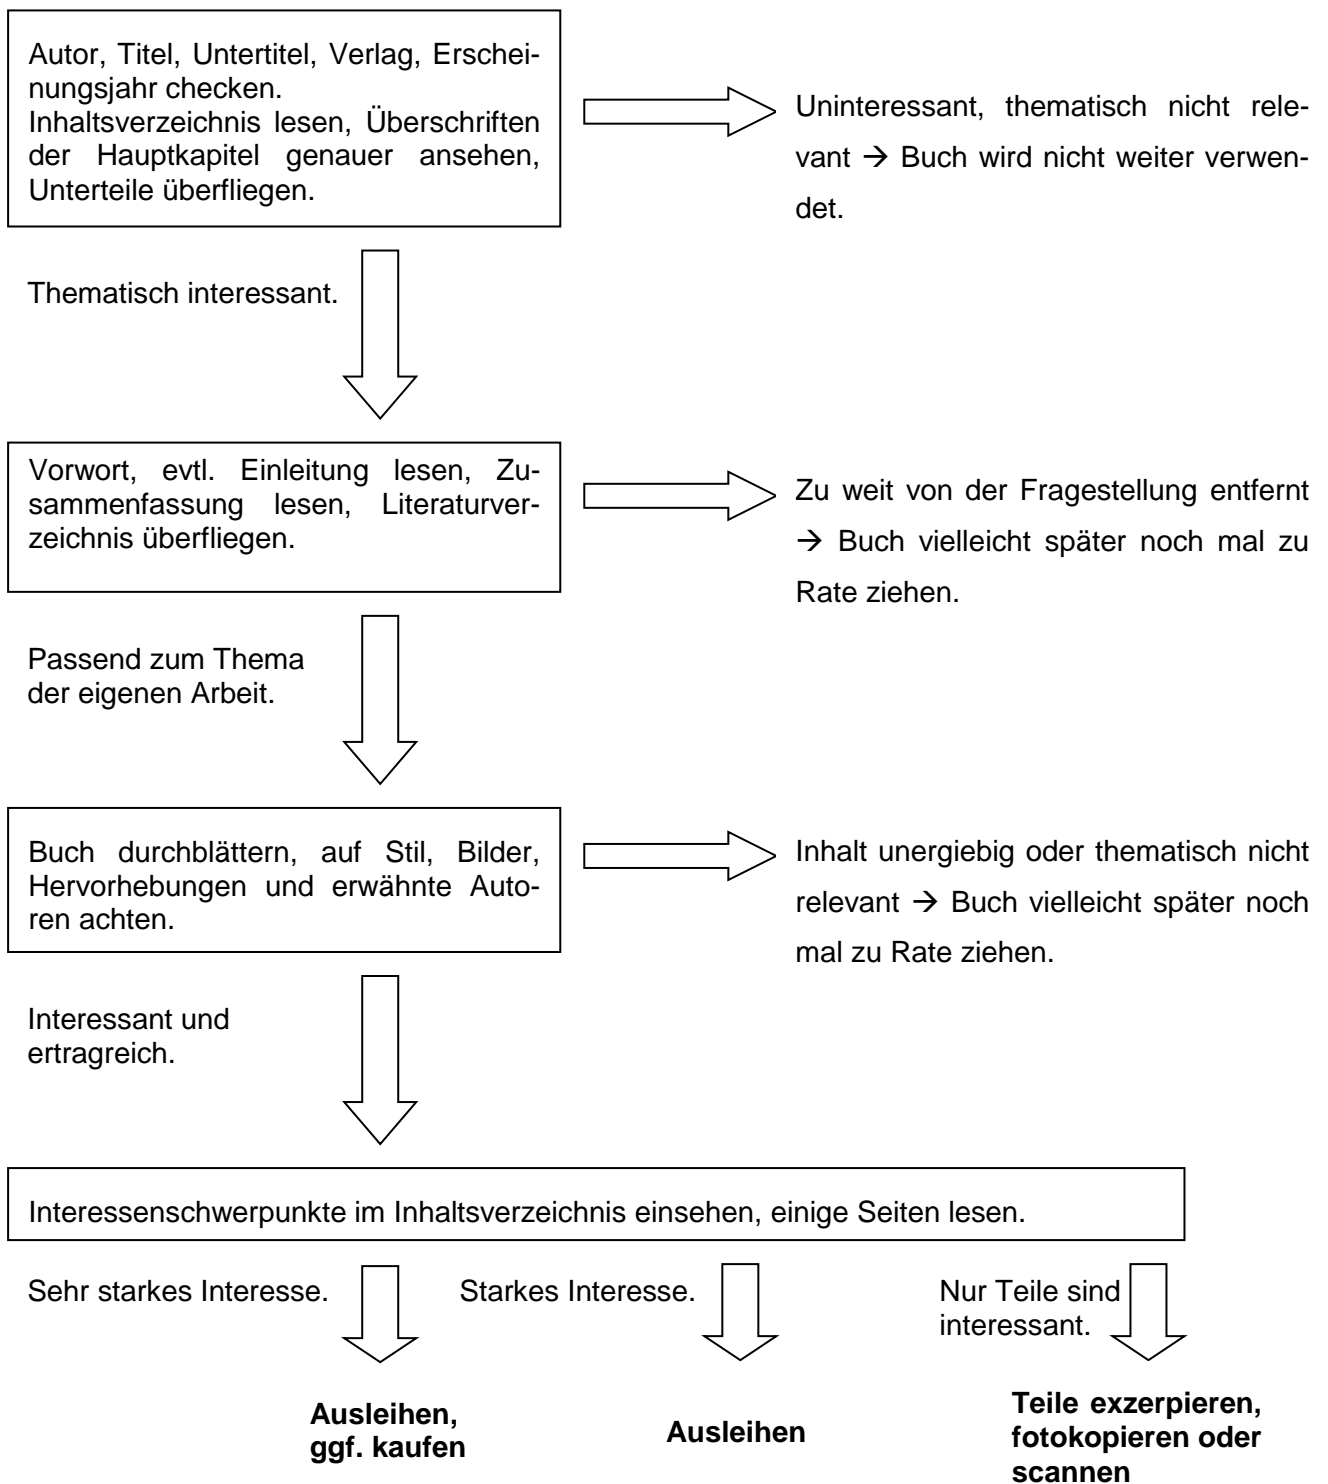 Autor, Titel, Untertitel, Verlag, Erschei-
nungsjahr checken.
Inhaltsverzeichnis lesen, Überschriften
der Hauptkapitel genauer ansehen,
Unterteile überfliegen.
Uninteressant, thematisch nicht rele-
vant → Buch wird nicht weiter verwen-
det.
Thematisch interessant.
Vorwort, evtl. Einleitung lesen, Zu-
sammenfassung lesen, Literaturver-
zeichnis überfliegen.
Zu weit von der Fragestellung entfernt
→ Buch vielleicht später noch mal zu
Rate ziehen.
Passend zum Thema
der eigenen Arbeit.
Buch durchblättern, auf Stil, Bilder,
Hervorhebungen und erwähnte Auto-
ren achten.
Inhalt unergiebig oder thematisch nicht
relevant → Buch vielleicht später noch
mal zu Rate ziehen.
Interessant und
ertragreich.
Interessenschwerpunkte im Inhaltsverzeichnis einsehen, einige Seiten lesen.
Sehr starkes Interesse.
Starkes Interesse.
Nur Teile sind
interessant.
Ausleihen,
ggf. kaufen
Ausleihen
Teile exzerpieren,
fotokopieren oder
scannen